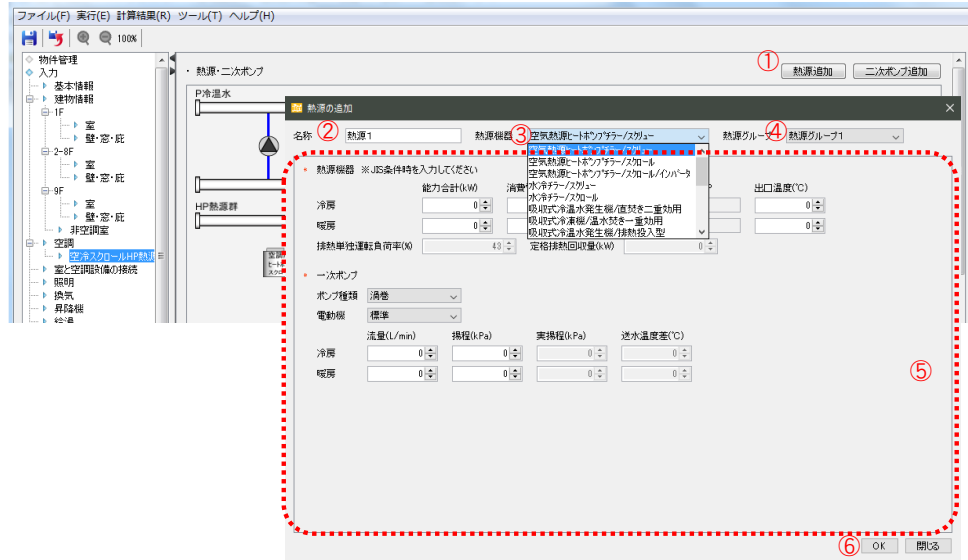 ファイル(F) 実行(E) 計算結果(R) ツール(T) ヘルプ(H)
100%
物件管理
入力
基本情報
建物情報
1F
室
壁・窓・庇
2-8F
室
壁・窓・庇
9F
室
壁・窓・庇
非空調室
空調
空冷スクロールHP熱源
室と空調設備の接続
照明
換気
昇降機
給湯
・ 熱源・二次ポンプ
① 熱源追加 二次ポンプ追加
P冷温水
HP熱源群
熱源の追加
名称 ② 熱源1 熱源機器 ③ 空気熱源ヒートポンプチラー/スクリュー 熱源グループ ④ 熱源グループ1
空気熱源ヒートポンプチラー/スクリュー
空気熱源ヒートポンプチラー/スクロール
空気熱源ヒートポンプチラー/スクロール/インバータ
水冷チラー/スクリュー
水冷チラー/スクロール
吸収式冷温水発生機/直焚き二重効用
吸収式冷凍機/温水焚き一重効用
吸収式冷温水発生機/排熱投入型
熱源機器 ※JIS条件時を入力してください
能力合計(kW) 消費 出口温度(℃)
冷房 0 0
暖房 0 0
排熱単独運転負荷率(%) 43 定格排熱回収量(kW) 0
一次ポンプ
ポンプ種類 渦巻
電動機 標準
流量(L/min) 揚程(kPa) 実揚程(kPa) 送水温度差(℃)
冷房 0 0 0 0
暖房 0 0 0 0
⑤
⑥ OK 閉じる